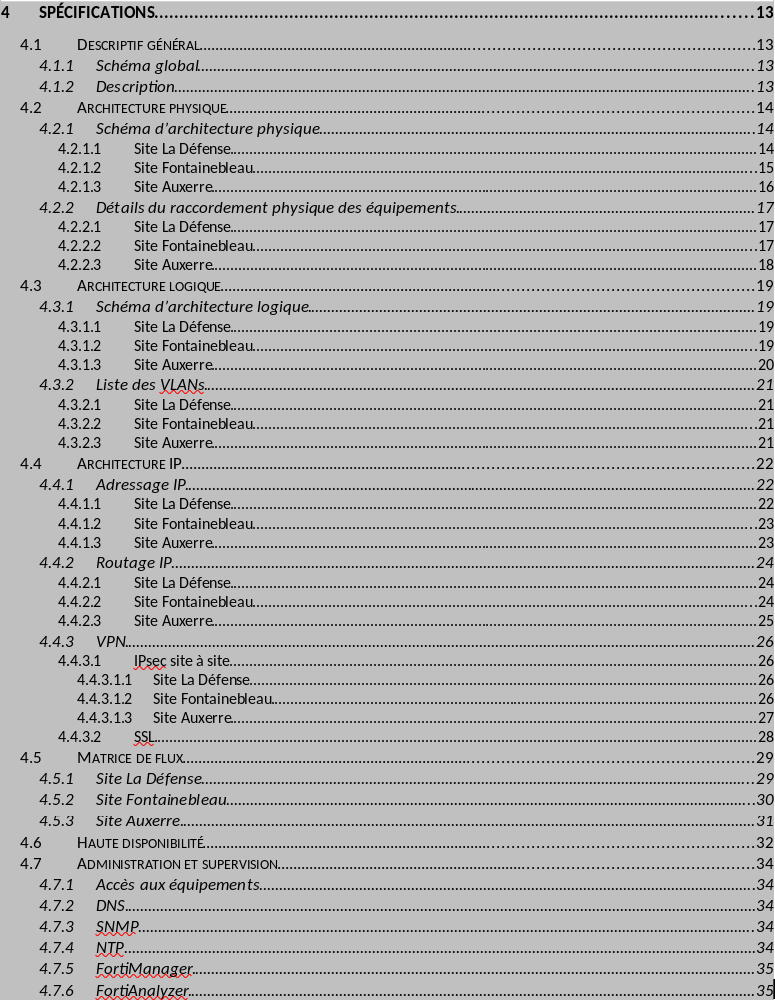 4 SPÉCIFICATIONS 13
4.1 DESCRIPTIF GÉNÉRAL 13
4.1.1 Schéma global 13
4.1.2 Description 13
4.2 ARCHITECTURE PHYSIQUE 14
4.2.1 Schéma d'architecture physique 14
4.2.1.1 Site La Défense 14
4.2.1.2 Site Fontainebleau 15
4.2.1.3 Site Auxerre 16
4.2.2 Détails du raccordement physique des équipements 17
4.2.2.1 Site La Défense 17
4.2.2.2 Site Fontainebleau 17
4.2.2.3 Site Auxerre 18
4.3 ARCHITECTURE LOGIQUE 19
4.3.1 Schéma d'architecture logique 19
4.3.1.1 Site La Défense 19
4.3.1.2 Site Fontainebleau 19
4.3.1.3 Site Auxerre 20
4.3.2 Liste des VLANs 21
4.3.2.1 Site La Défense 21
4.3.2.2 Site Fontainebleau 21
4.3.2.3 Site Auxerre 21
4.4 ARCHITECTURE IP 22
4.4.1 Adressage IP 22
4.4.1.1 Site La Défense 22
4.4.1.2 Site Fontainebleau 23
4.4.1.3 Site Auxerre 23
4.4.2 Routage IP 24
4.4.2.1 Site La Défense 24
4.4.2.2 Site Fontainebleau 24
4.4.2.3 Site Auxerre 25
4.4.3 VPN 26
4.4.3.1 IPsec site à site 26
4.4.3.1.1 Site La Défense 26
4.4.3.1.2 Site Fontainebleau 26
4.4.3.1.3 Site Auxerre 27
4.4.3.2 SSL 28
4.5 MATRICE DE FLUX 29
4.5.1 Site La Défense 29
4.5.2 Site Fontainebleau 30
4.5.3 Site Auxerre 31
4.6 HAUTE DISPONIBILITÉ 32
4.7 ADMINISTRATION ET SUPERVISION 34
4.7.1 Accès aux équipements 34
4.7.2 DNS 34
4.7.3 SNMP 34
4.7.4 NTP 34
4.7.5 FortiManager 35
4.7.6 FortiAnalyzer 35